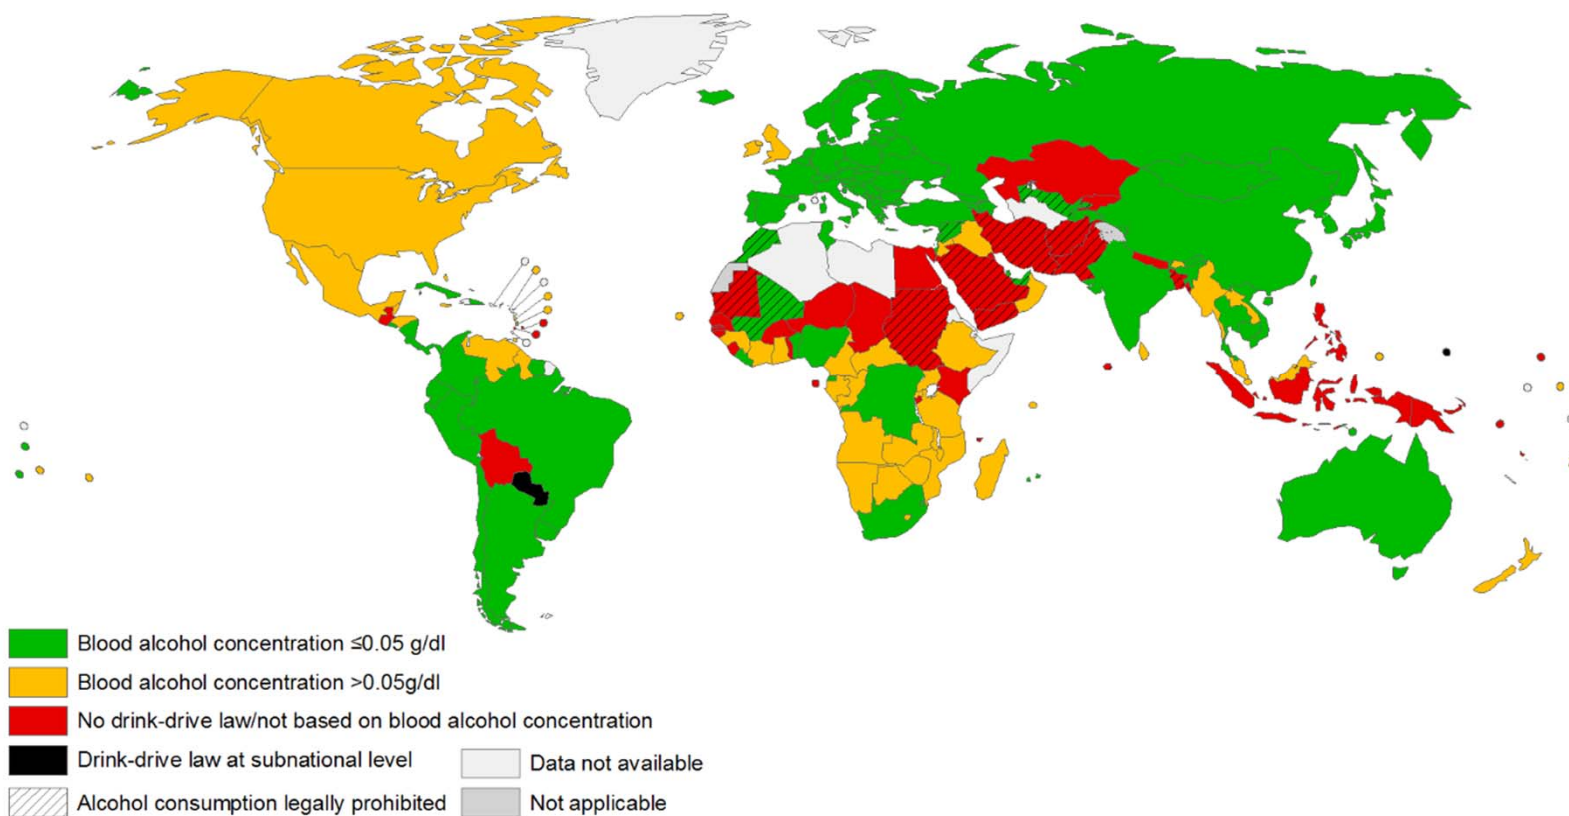 Blood alcohol concentration ≤0.05 g/dl
Blood alcohol concentration >0.05g/dl
No drink-drive law/not based on blood alcohol concentration
Drink-drive law at subnational level
Data not available
Alcohol consumption legally prohibited
Not applicable